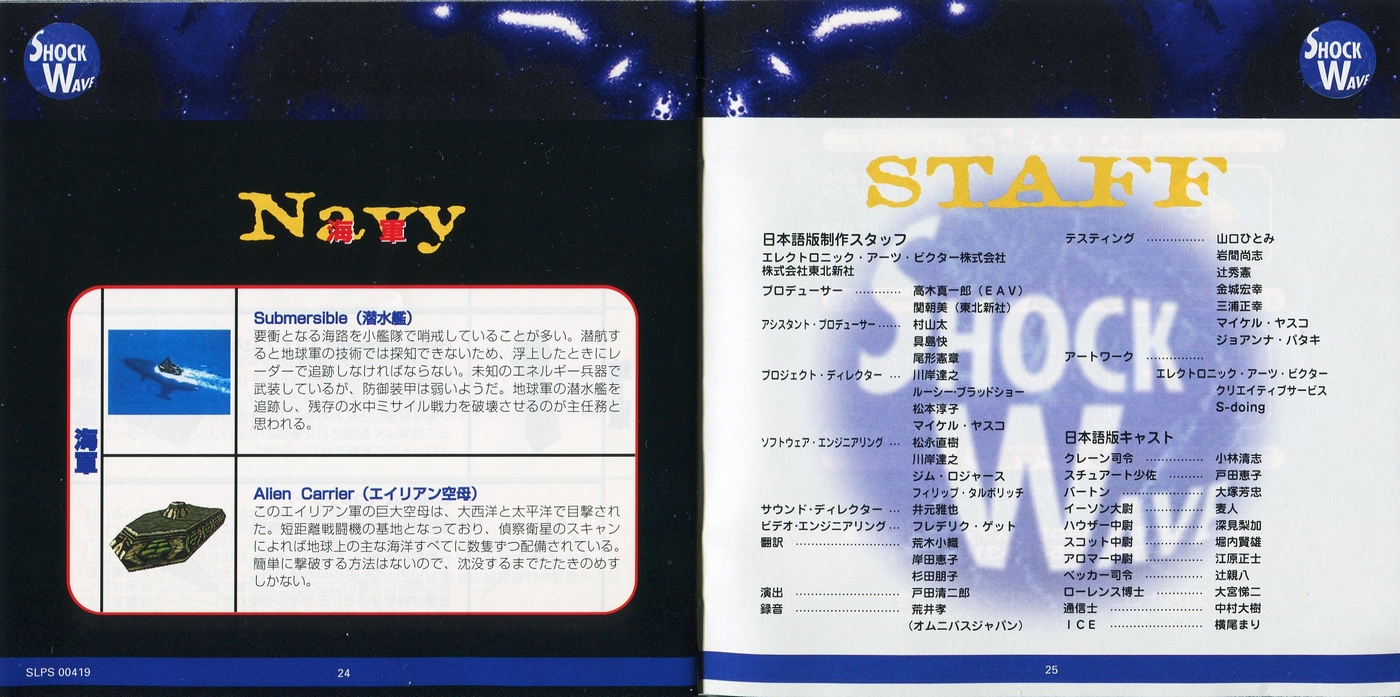 SHOCK
WAVE
Navy
海軍
海軍
Submersible（潜水艦）
要衝となる海路を小艦隊で哨戒していることが多い。潜航す
ると地球軍の技術では探知できないため、浮上したときにレ
ーダーで追跡しなければならない。未知のエネルギー兵器で
武装しているが、防御装甲は弱いようだ。地球軍の潜水艦を
追跡し、残存の水中ミサイル戦力を破壊させるのが主任務と
思われる。
Alien Carrier（エイリアン空母）
このエイリアン軍の巨大空母は、大西洋と太平洋で目撃され
た。短距離戦闘機の基地となっており、偵察衛星のスキャン
によれば地球上の主な海洋すべてに数隻ずつ配備されている。
簡単に撃破する方法はないので、沈没するまでたたきのめす
しかない。
SLPS 00419
24
SHOCK
WAVE
STAFF
SHOCK
日本語版制作スタッフ
エレクトロニック・アーツ・ビクター株式会社
株式会社東北新社
プロデューサー ………… 高木真一郎（EAV）
関朝美（東北新社）
アシスタント・プロデューサー …… 村山太
貝島快
尾形憲章
プロジェクト・ディレクター … 川岸達之
ルーシー・ブラッドショー
松本淳子
マイケル・ヤスコ
ソフトウェア・エンジニアリング … 松永直樹
川岸達之
ジム・ロジャース
フィリップ・タルボリッチ
サウンド・ディレクター … 井元雅也
ビデオ・エンジニアリング … フレデリク・ゲット
翻訳 ………………… 荒木小織
岸田恵子
杉田朋子
演出 ………………… 戸田清二郎
録音 ………………… 荒井孝
（オムニバスジャパン）
テスティング …………… 山口ひとみ
岩間尚志
辻秀憲
金城宏幸
三浦正幸
マイケル・ヤスコ
ジョアンナ・バタキ
アートワーク ……………
エレクトロニック・アーツ・ビクター
クリエイティブサービス
S-doing
日本語版キャスト
クレーン司令 …………… 小林清志
スチュアート少佐 ……… 戸田恵子
バートン ………………… 大塚芳忠
イーソン大尉 …………… 麦人
ハウザー中尉 …………… 深見梨加
スコット中尉 …………… 堀内賢雄
アロマー中尉 …………… 江原正士
ベッカー司令 …………… 辻親八
ローレンス博士 ………… 大宮悌二
通信士 ………………… 中村大樹
ICE ………………… 横尾まり
25